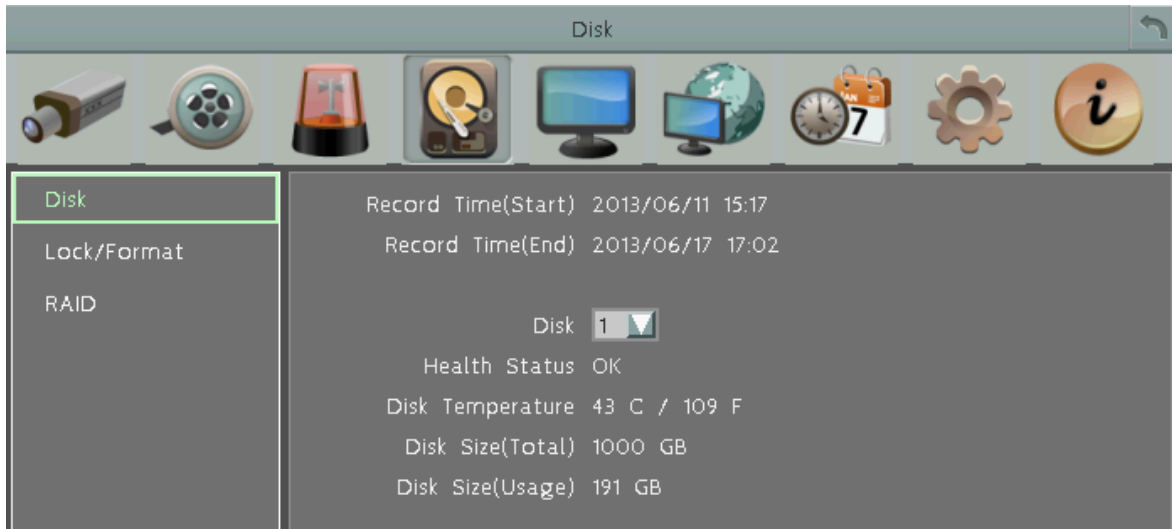 Disk
JAN
7
i
Disk
Lock/Format
RAID
Record Time(Start) 2013/06/11 15:17
Record Time(End) 2013/06/17 17:02
Disk 1
Health Status OK
Disk Temperature 43 C / 109 F
Disk Size(Total) 1000 GB
Disk Size(Usage) 191 GB